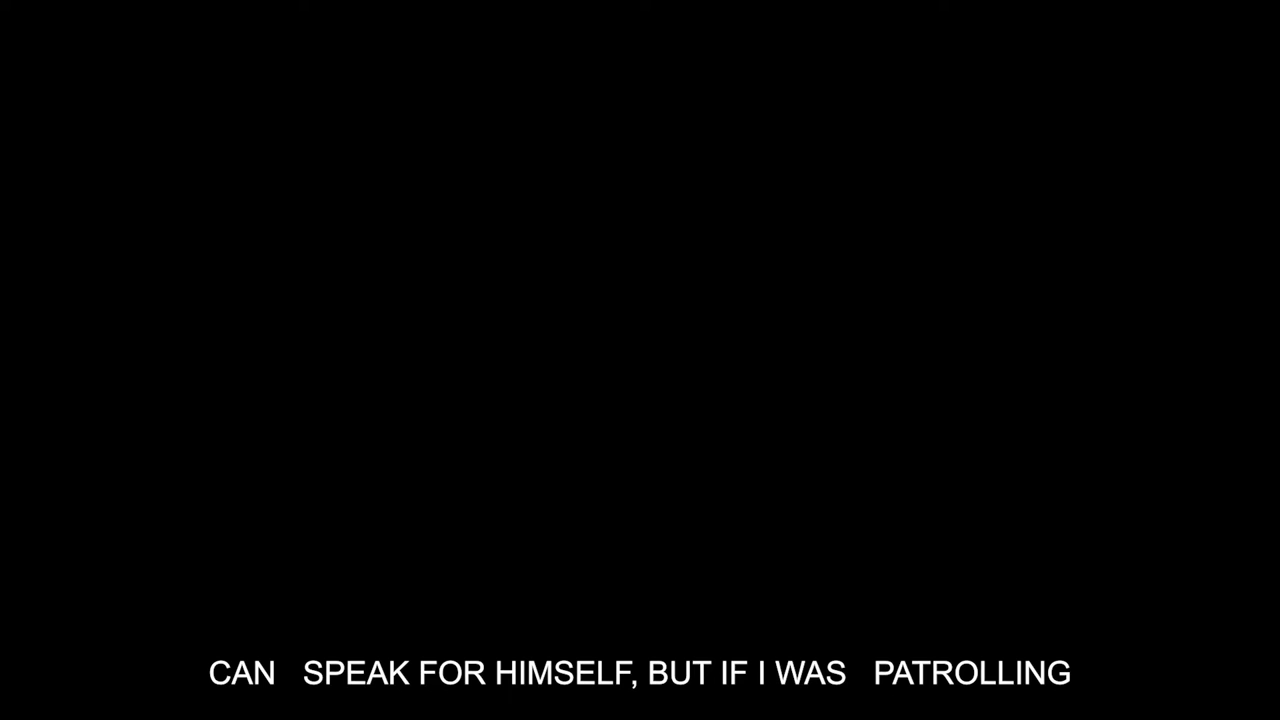 CAN   SPEAK FOR HIMSELF, BUT IF I WAS   PATROLLING